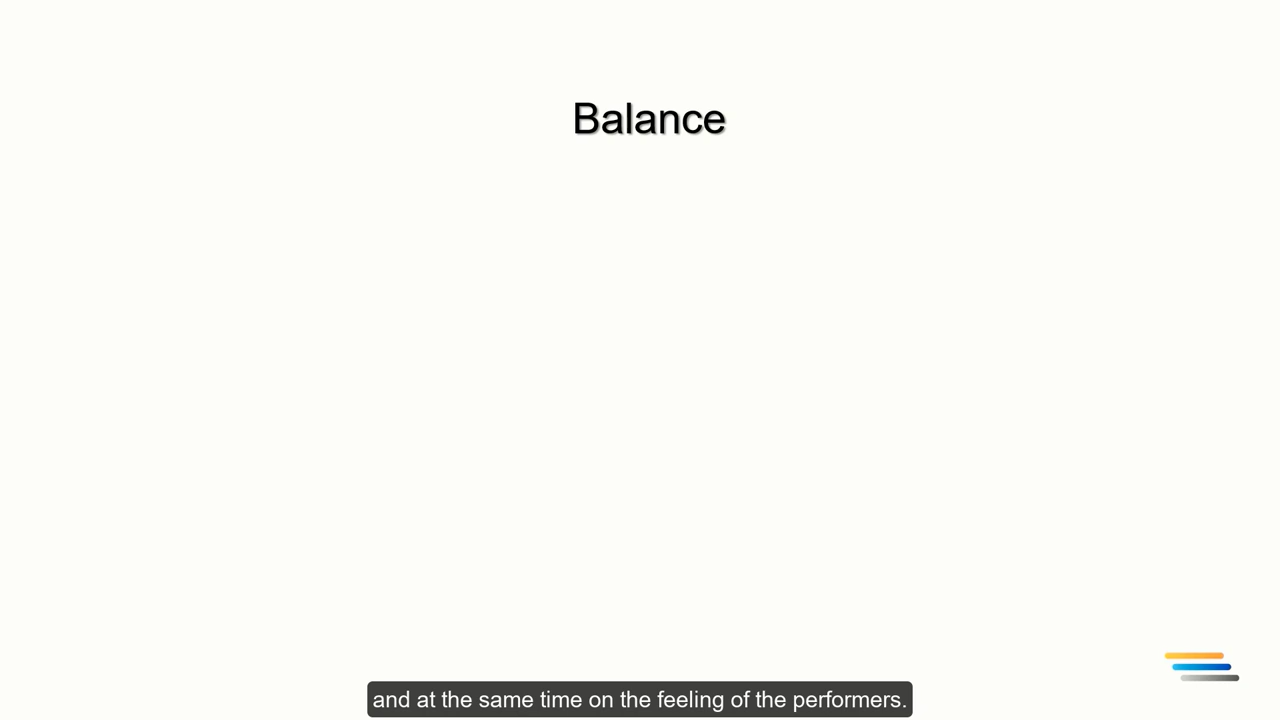 Balance
and at the same time on the feeling of the performers.